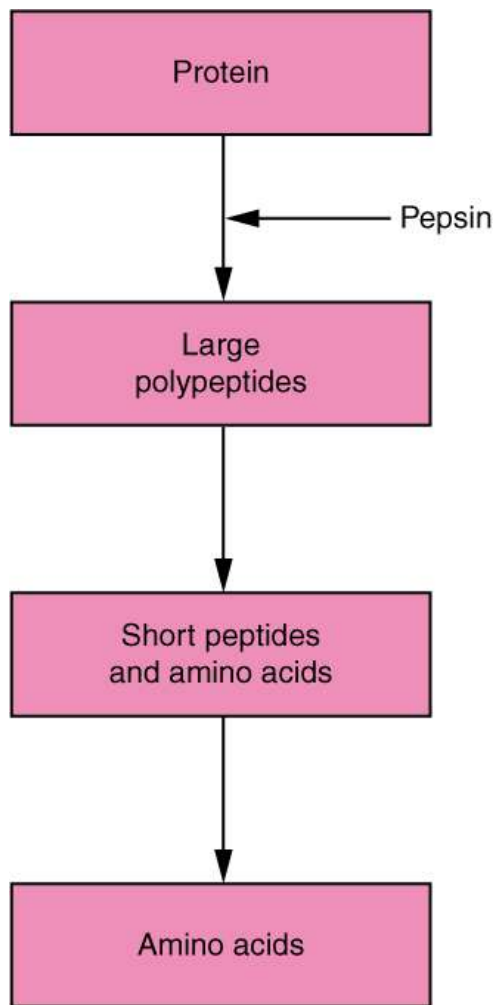 Protein
Pepsin
Large
polypeptides
Short peptides
and amino acids
Amino acids